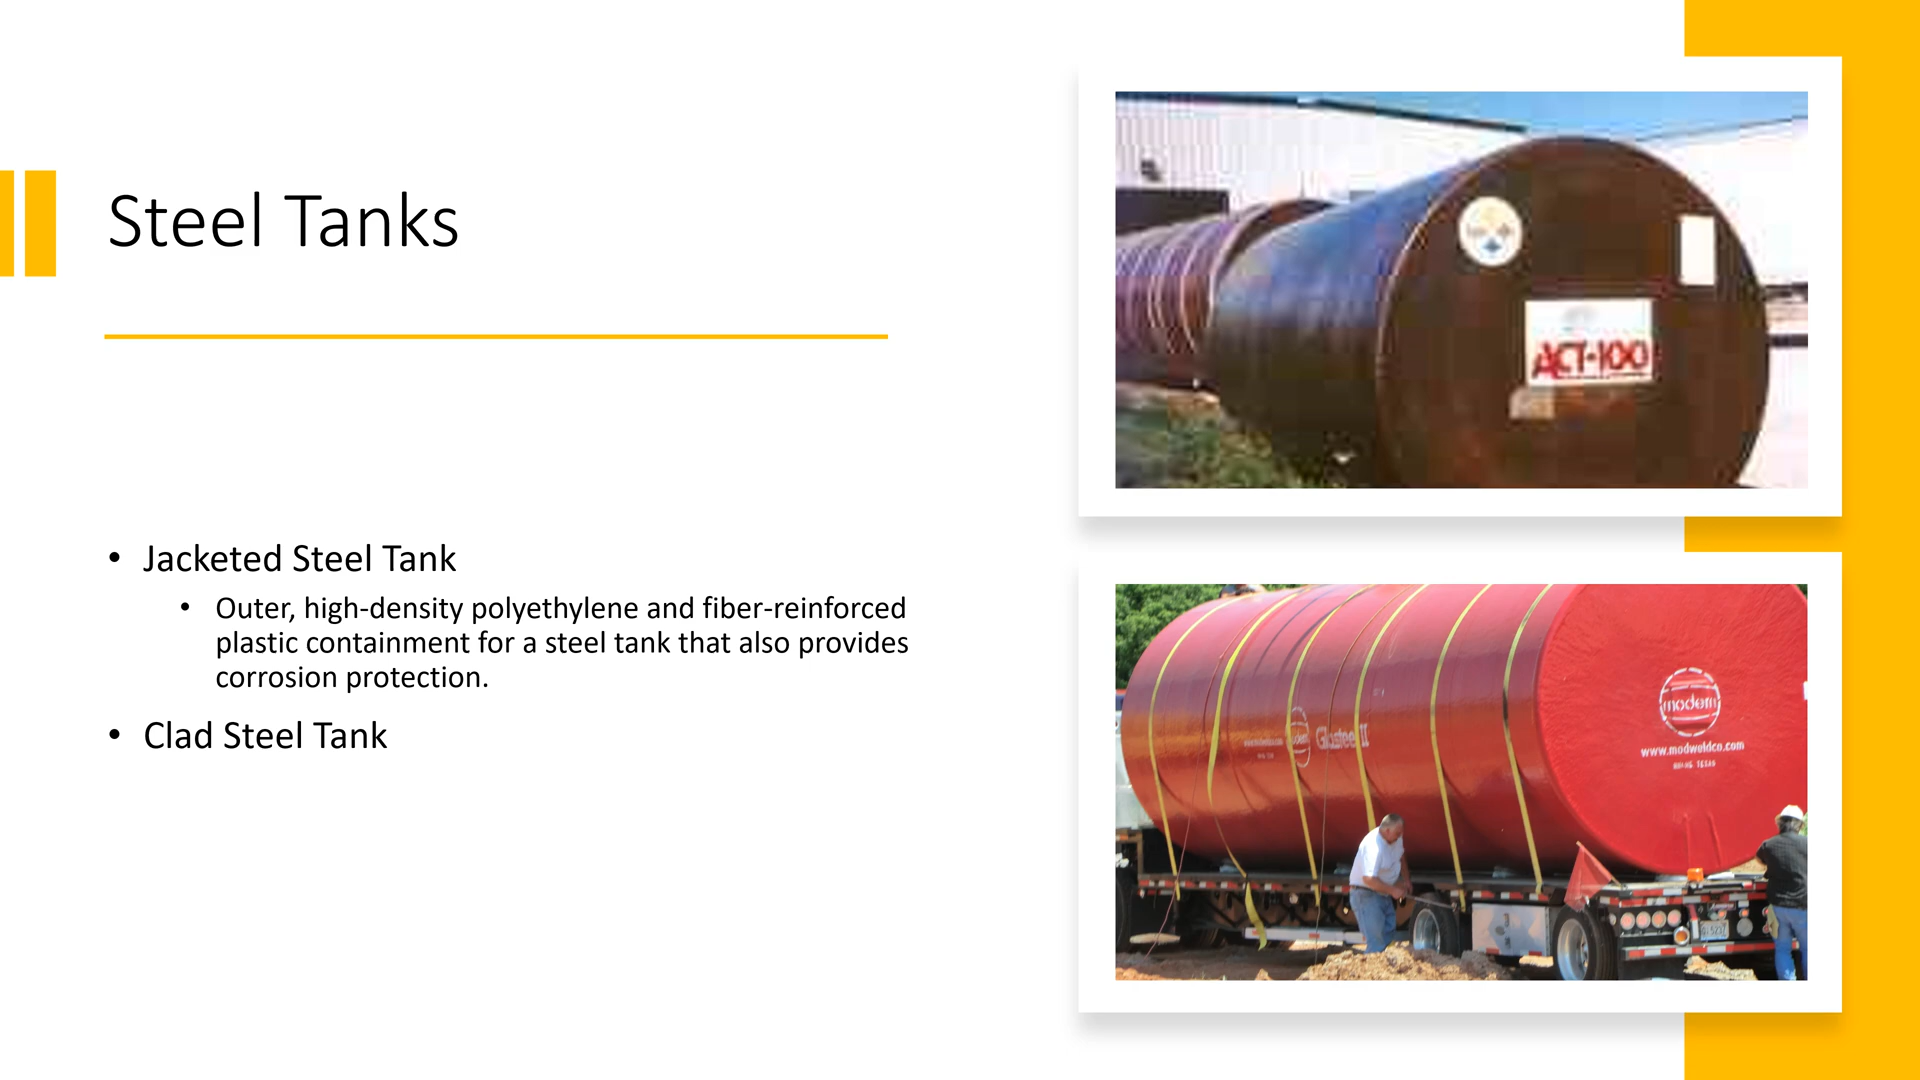 Steel Tanks
• Jacketed Steel Tank
• Outer, high-density polyethylene and fiber-reinforced
plastic containment for a steel tank that also provides
corrosion protection.
• Clad Steel Tank
ACT-100
modern
www.modweldco.com
TEXAS
Glasteel II